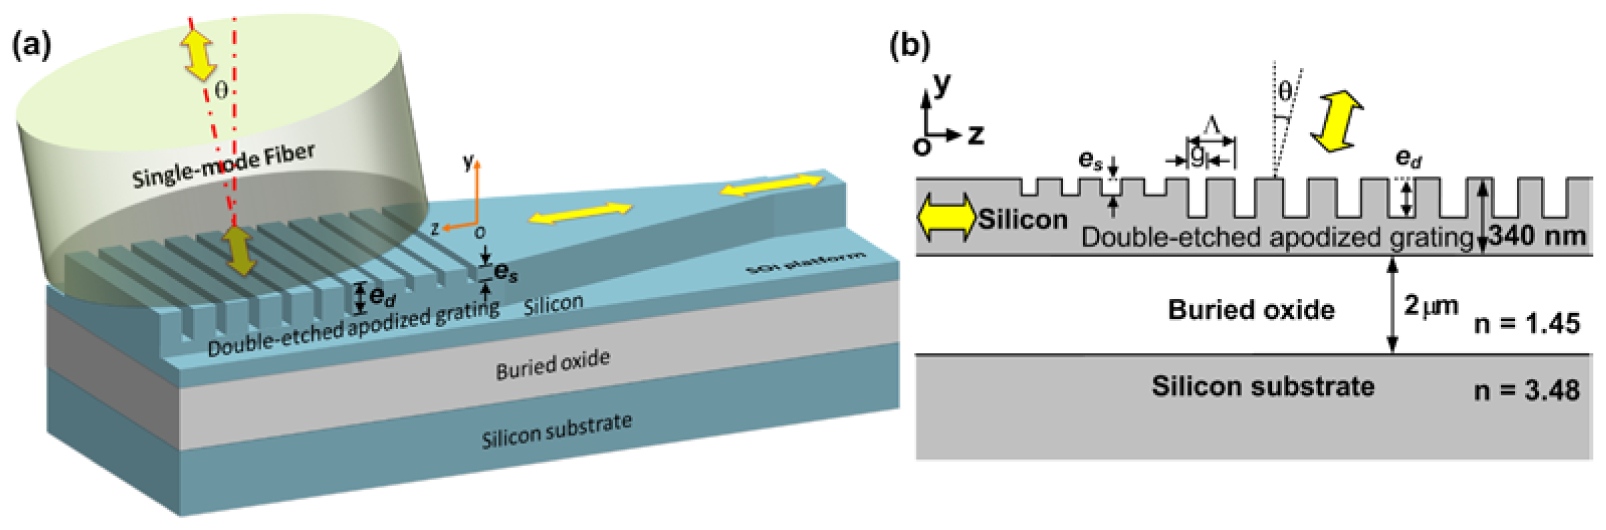 (a)
θ
Single-mode Fiber
y
z
o
e_s
e_d
SOI platform
Silicon
Double-etched apodized grating
Buried oxide
Silicon substrate
(b)
y
z
o
θ
Λ
g
e_s
e_d
Silicon
Double-etched apodized grating
340 nm
Buried oxide
2μm
n = 1.45
Silicon substrate
n = 3.48